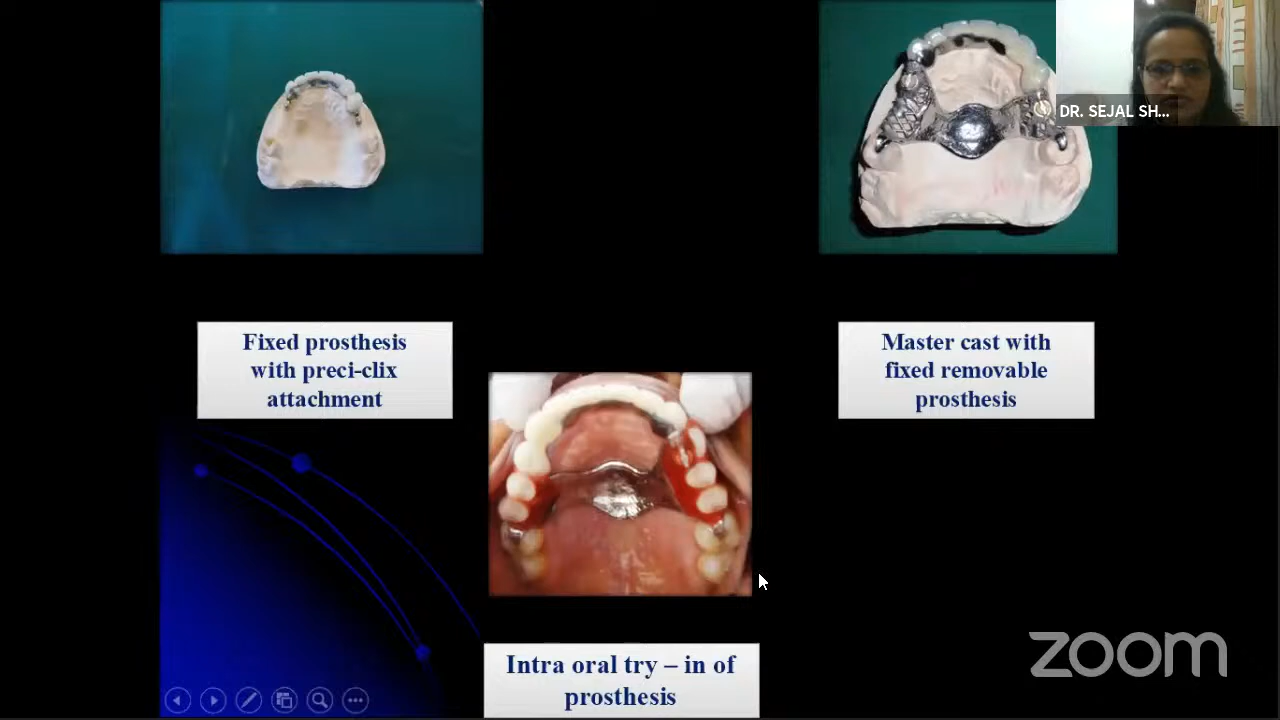 DR. SEJAL SH...
Fixed prosthesis
with preci-clix
attachment
Master cast with
fixed removable
prosthesis
Intra oral try – in of
prosthesis
zoom